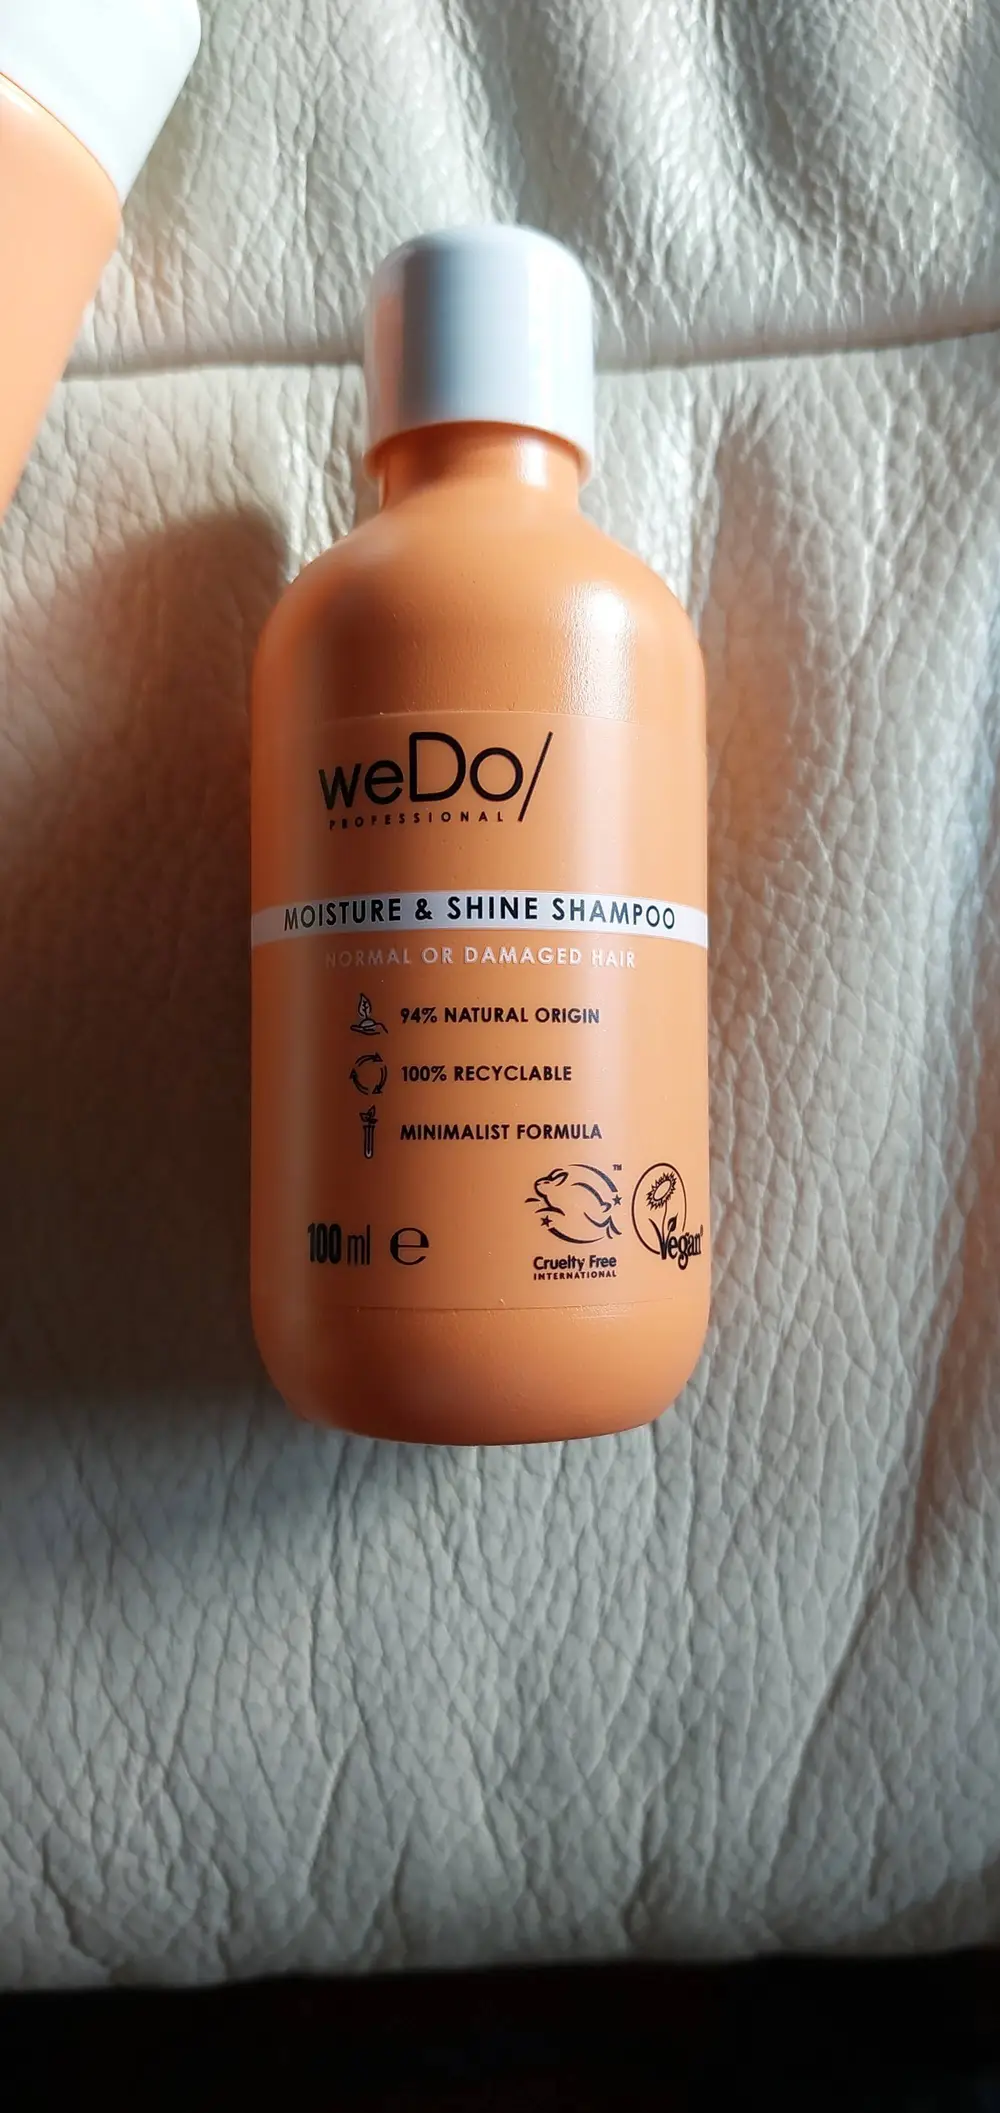 weDo/
PROFESSIONAL
MOISTURE & SHINE SHAMPOO
NORMAL OR DAMAGED HAIR
94% NATURAL ORIGIN
100% RECYCLABLE
MINIMALIST FORMULA
TM
100 ml ℮
Cruelty Free
INTERNATIONAL
Vegan®